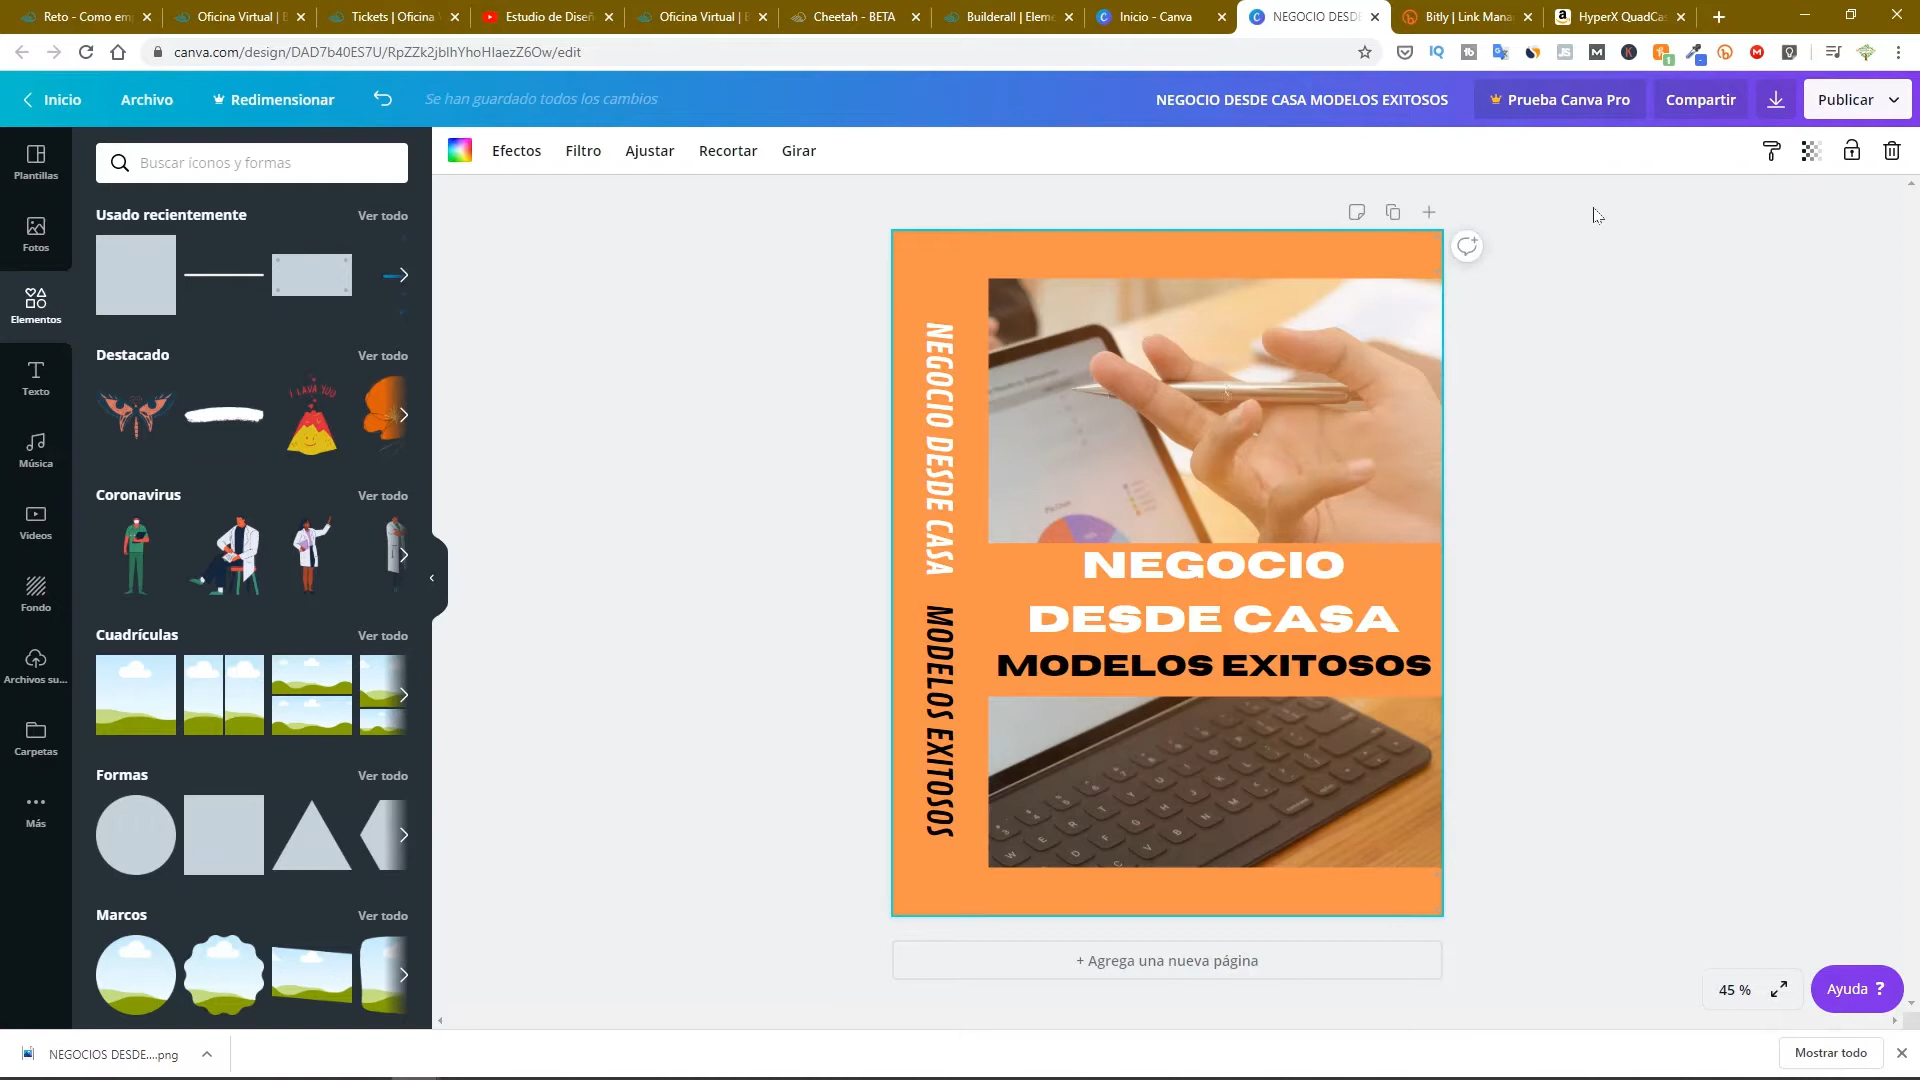 Reto - Como em
Oficina Virtual | B
Tickets | Oficina V
Estudio de Diseñ
Oficina Virtual | B
Cheetah - BETA
Builderall | Eleme
Inicio - Canva
NEGOCIO DESDE
Bitly | Link Mana
HyperX QuadCa
canva.com/design/DAD7b40ES7U/RpZZk2jbIhYhoHIaezZ6Ow/edit
Inicio
Archivo
Redimensionar
Se han guardado todos los cambios
NEGOCIO DESDE CASA MODELOS EXITOSOS
Prueba Canva Pro
Compartir
Publicar
Efectos
Filtro
Ajustar
Recortar
Girar
Plantillas
Fotos
Elementos
Texto
Música
Videos
Fondo
Archivos su...
Carpetas
Más
Buscar íconos y formas
Usado recientemente
Ver todo
Destacado
Ver todo
I LAVA YOU
Coronavirus
Ver todo
Cuadrículas
Ver todo
Formas
Ver todo
Marcos
Ver todo
NEGOCIO DESDE CASA
MODELOS EXITOSOS
NEGOCIO
DESDE CASA
MODELOS EXITOSOS
+ Agrega una nueva página
45 %
Ayuda ?
NEGOCIOS DESDE....png
Mostrar todo